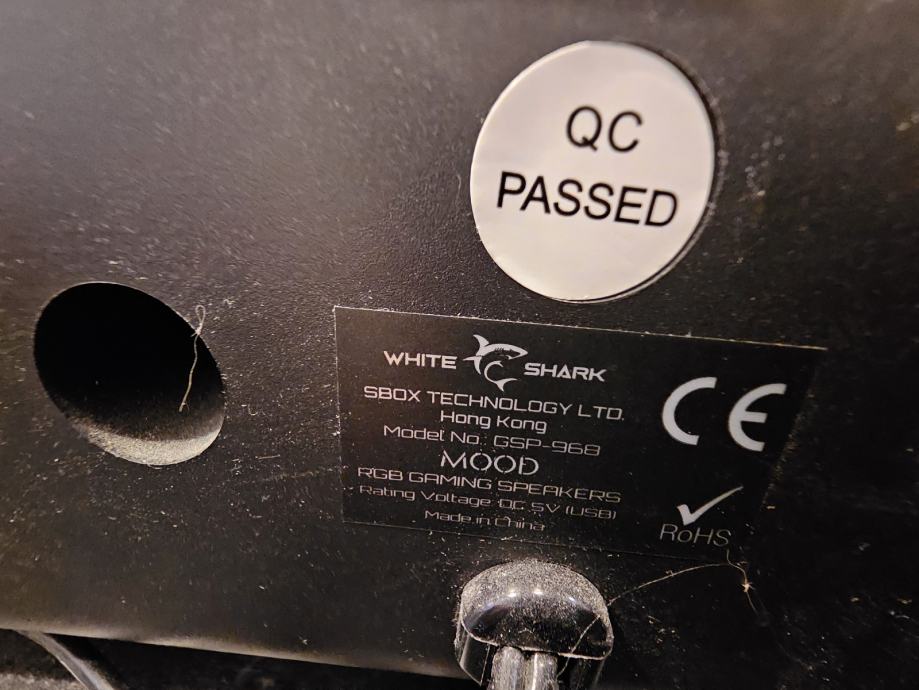 QC
PASSED
WHITE SHARK
SBOX TECHNOLOGY LTD.
Hong Kong
Model No.: GSP-968
MOOD
RGB GAMING SPEAKERS
Rating Voltage: DC 5V (USB)
Made in China
CE
RoHS